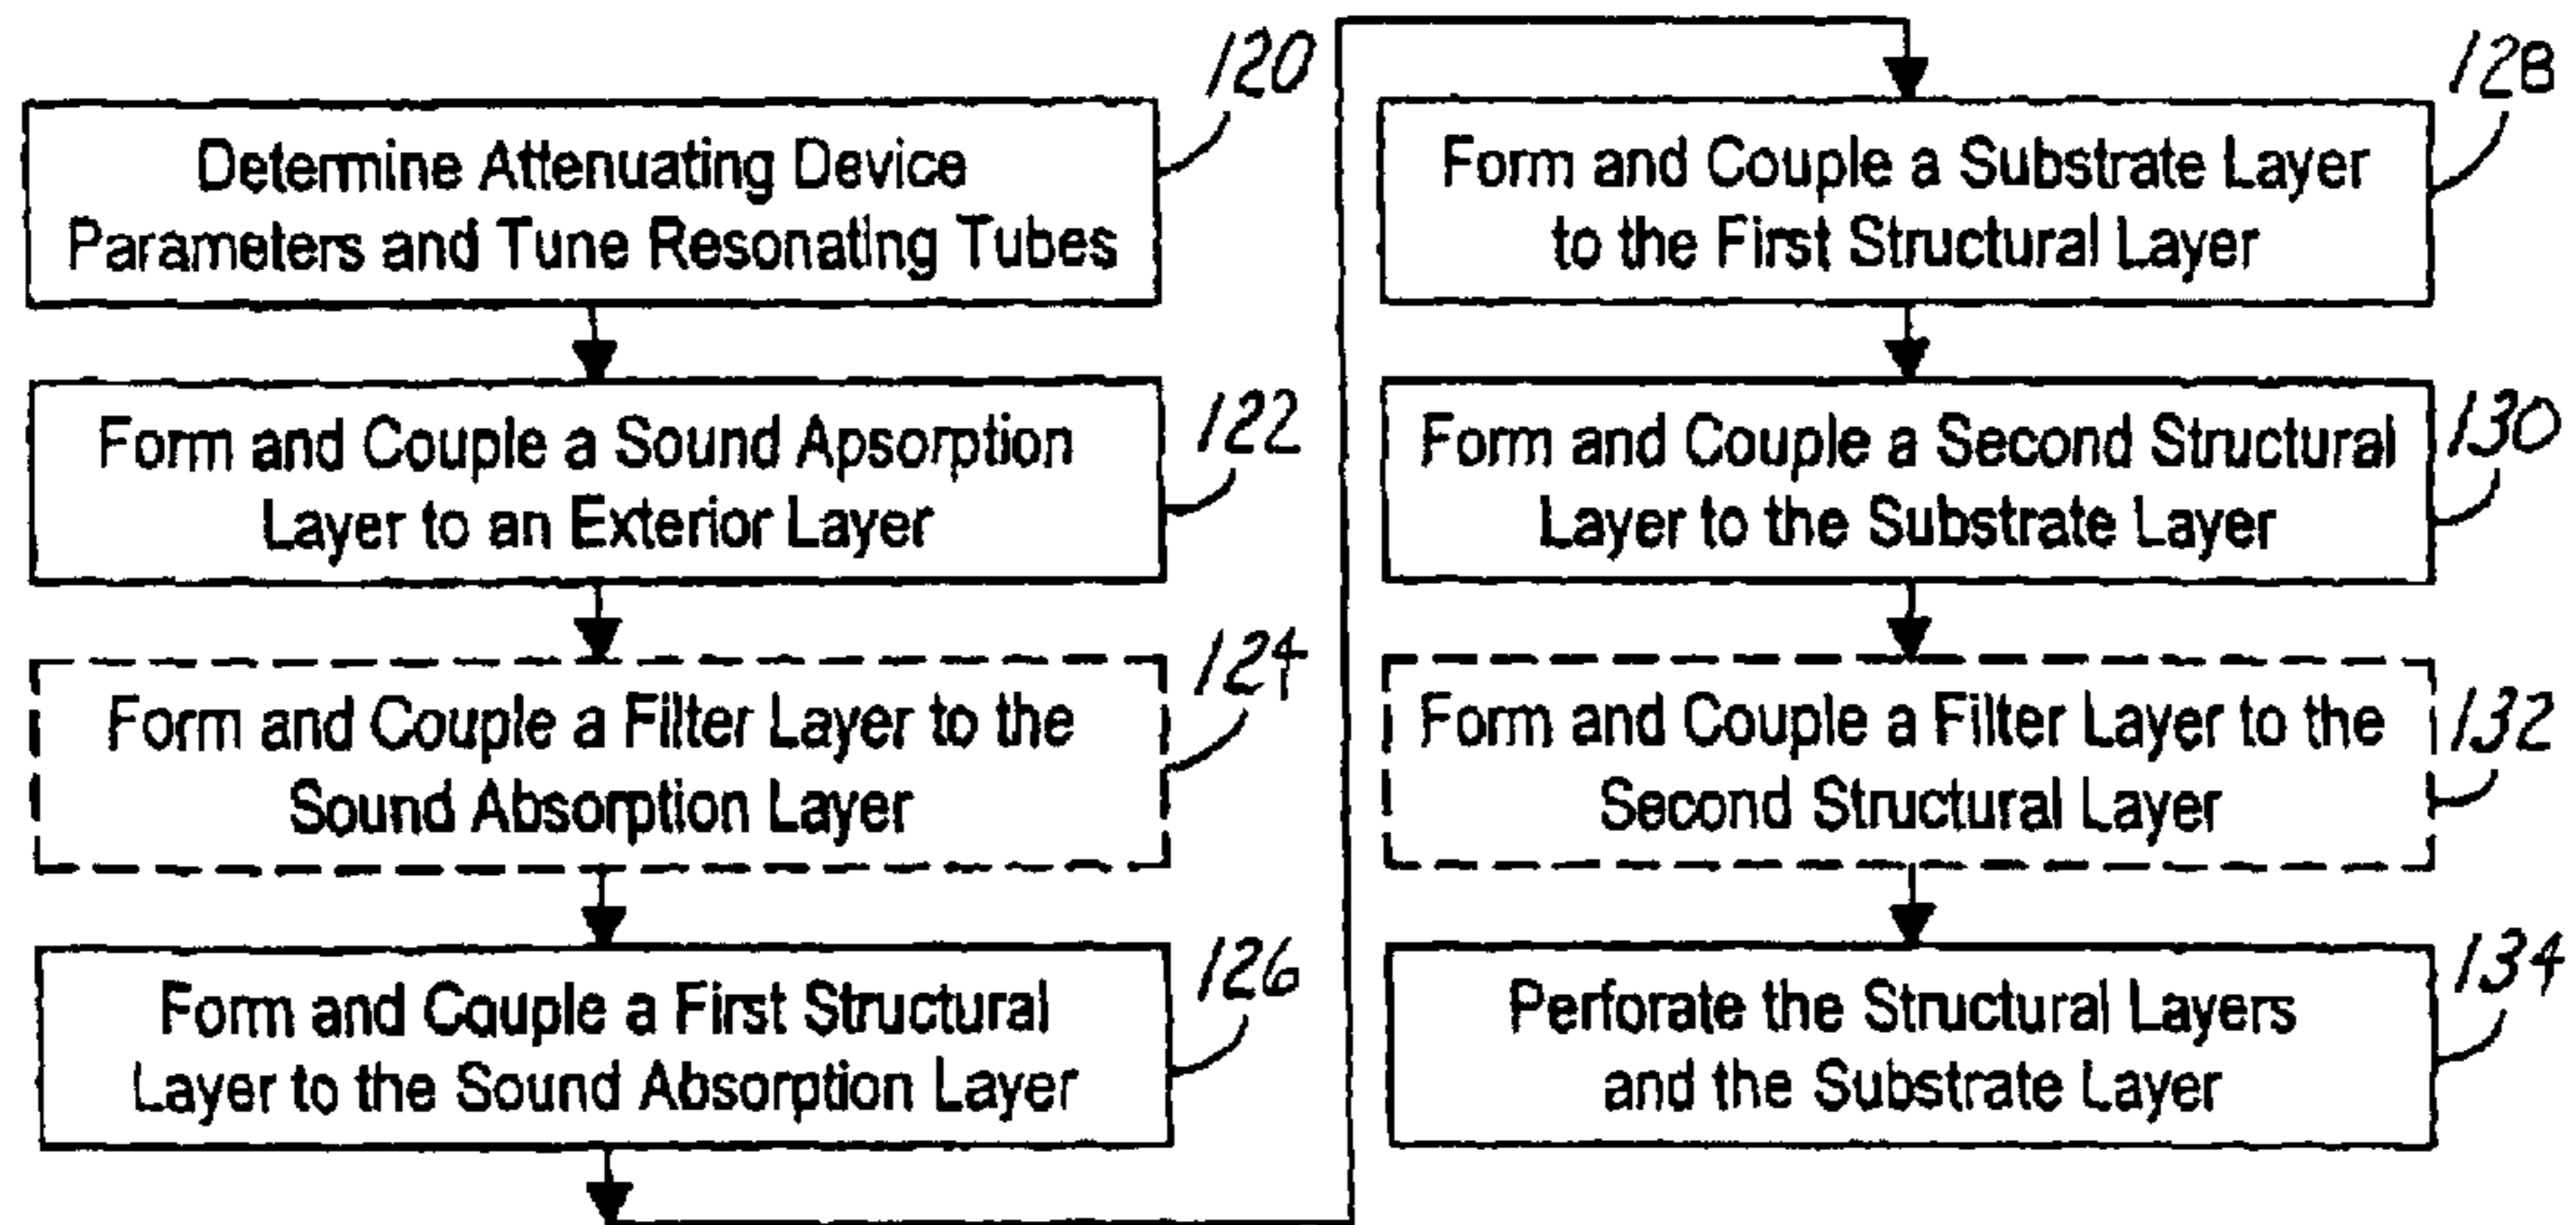 120
Determine Attenuating Device
Parameters and Tune Resonating Tubes
122
Form and Couple a Sound Apsorption
Layer to an Exterior Layer
124
Form and Couple a Filter Layer to the
Sound Absorption Layer
126
Form and Couple a First Structural
Layer to the Sound Absorption Layer
128
Form and Couple a Substrate Layer
to the First Structural Layer
130
Form and Couple a Second Structural
Layer to the Substrate Layer
132
Form and Couple a Filter Layer to the
Second Structural Layer
134
Perforate the Structural Layers
and the Substrate Layer